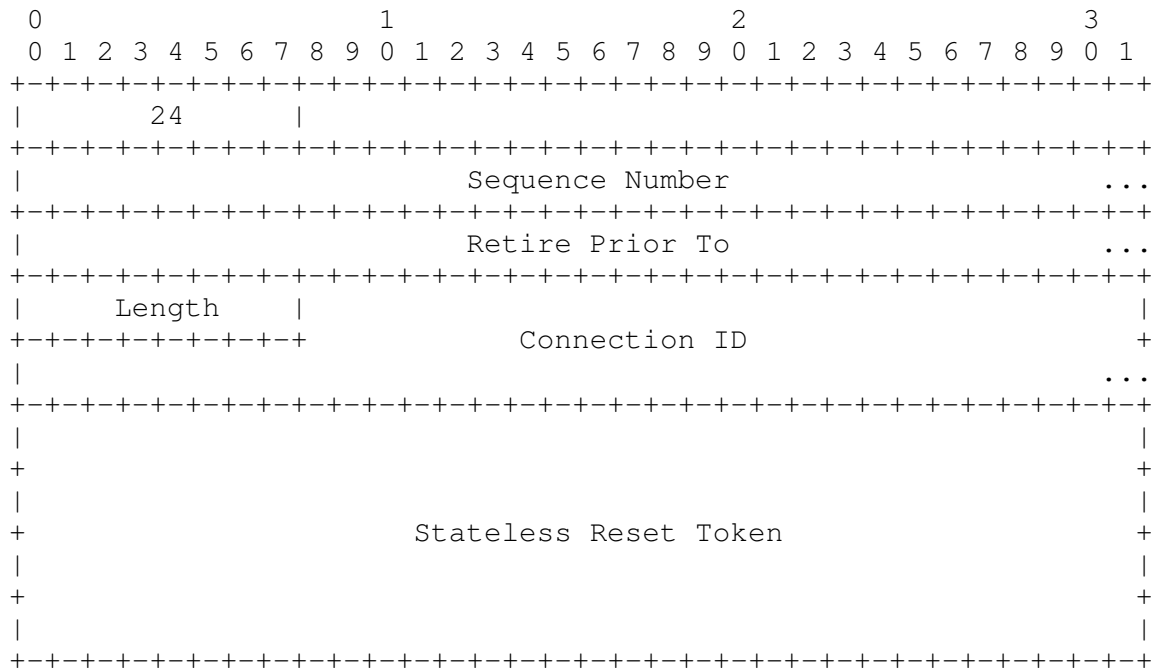 0                   1                   2                   3
 0 1 2 3 4 5 6 7 8 9 0 1 2 3 4 5 6 7 8 9 0 1 2 3 4 5 6 7 8 9 0 1
+-+-+-+-+-+-+-+-+-+-+-+-+-+-+-+-+-+-+-+-+-+-+-+-+-+-+-+-+-+-+-+-+
|       24      |
+-+-+-+-+-+-+-+-+-+-+-+-+-+-+-+-+-+-+-+-+-+-+-+-+-+-+-+-+-+-+-+-+
|                         Sequence Number                     ...
+-+-+-+-+-+-+-+-+-+-+-+-+-+-+-+-+-+-+-+-+-+-+-+-+-+-+-+-+-+-+-+-+
|                         Retire Prior To                     ...
+-+-+-+-+-+-+-+-+-+-+-+-+-+-+-+-+-+-+-+-+-+-+-+-+-+-+-+-+-+-+-+-+
|     Length    |                                               |
+-+-+-+-+-+-+-+-+            Connection ID                      +
|                                                             ...
+-+-+-+-+-+-+-+-+-+-+-+-+-+-+-+-+-+-+-+-+-+-+-+-+-+-+-+-+-+-+-+-+
|                                                               |
+                                                               +
|                                                               |
+                      Stateless Reset Token                    +
|                                                               |
+                                                               +
|                                                               |
+-+-+-+-+-+-+-+-+-+-+-+-+-+-+-+-+-+-+-+-+-+-+-+-+-+-+-+-+-+-+-+-+